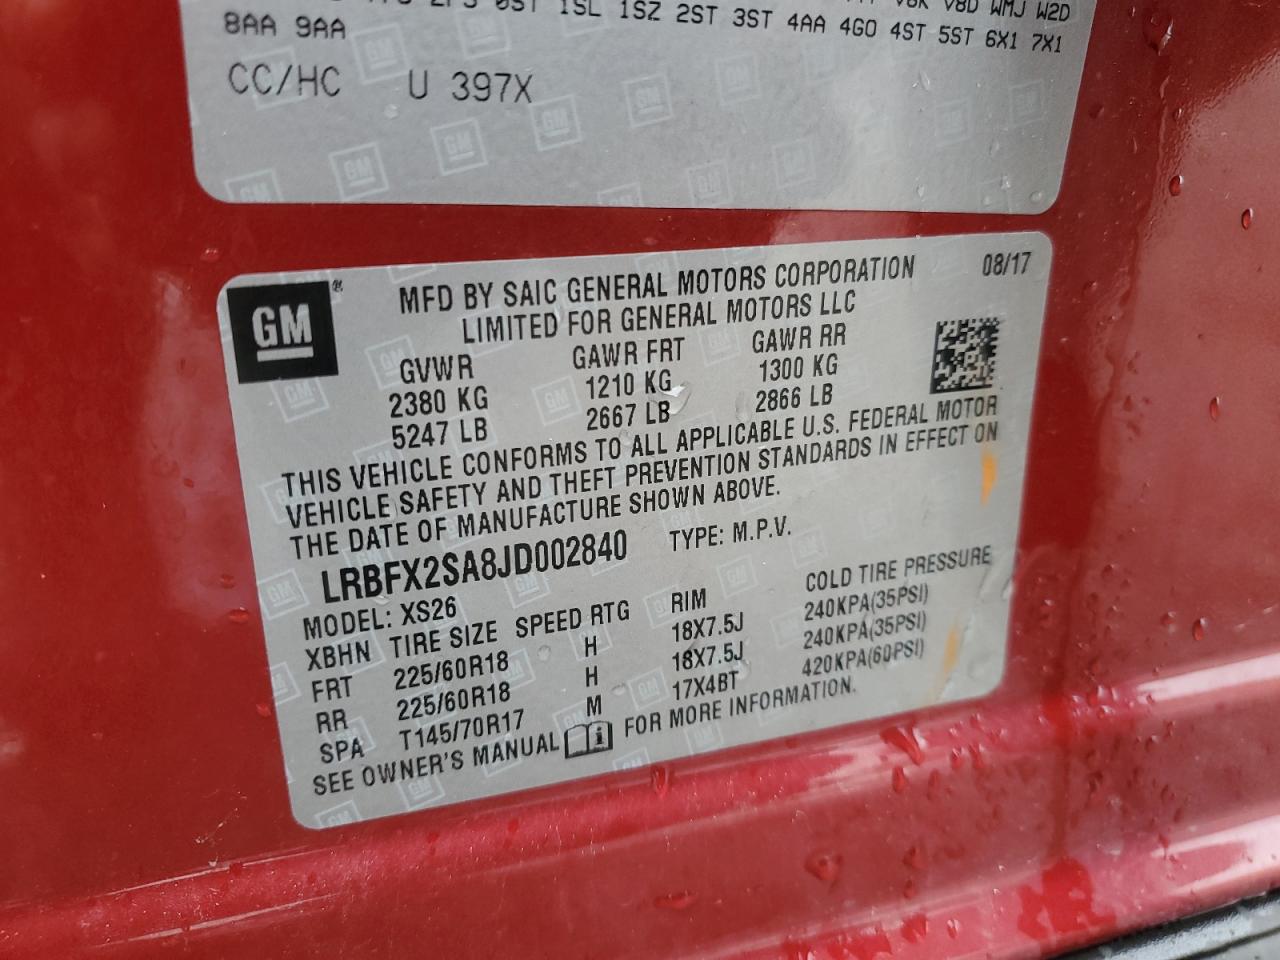 0ST 1SL 1SZ 2ST 3ST 4AA 4GO 4ST 5ST 6X1 7X1
V8D WMJ W2D
8AA 9AA
CC/HC U 397X
GM ®
MFD BY SAIC GENERAL MOTORS CORPORATION 08/17
LIMITED FOR GENERAL MOTORS LLC
GVWR GAWR FRT GAWR RR
2380 KG 1210 KG 1300 KG
5247 LB 2667 LB 2866 LB
THIS VEHICLE CONFORMS TO ALL APPLICABLE U.S. FEDERAL MOTOR
VEHICLE SAFETY AND THEFT PREVENTION STANDARDS IN EFFECT ON
THE DATE OF MANUFACTURE SHOWN ABOVE.
LRBFX2SA8JD002840 TYPE: M.P.V.
MODEL: XS26
XBHN TIRE SIZE SPEED RTG RIM COLD TIRE PRESSURE
FRT 225/60R18 H 18X7.5J 240KPA(35PSI)
RR 225/60R18 H 18X7.5J 240KPA(35PSI)
SPA T145/70R17 M 17X4BT 420KPA(60PSI)
SEE OWNER'S MANUAL FOR MORE INFORMATION.